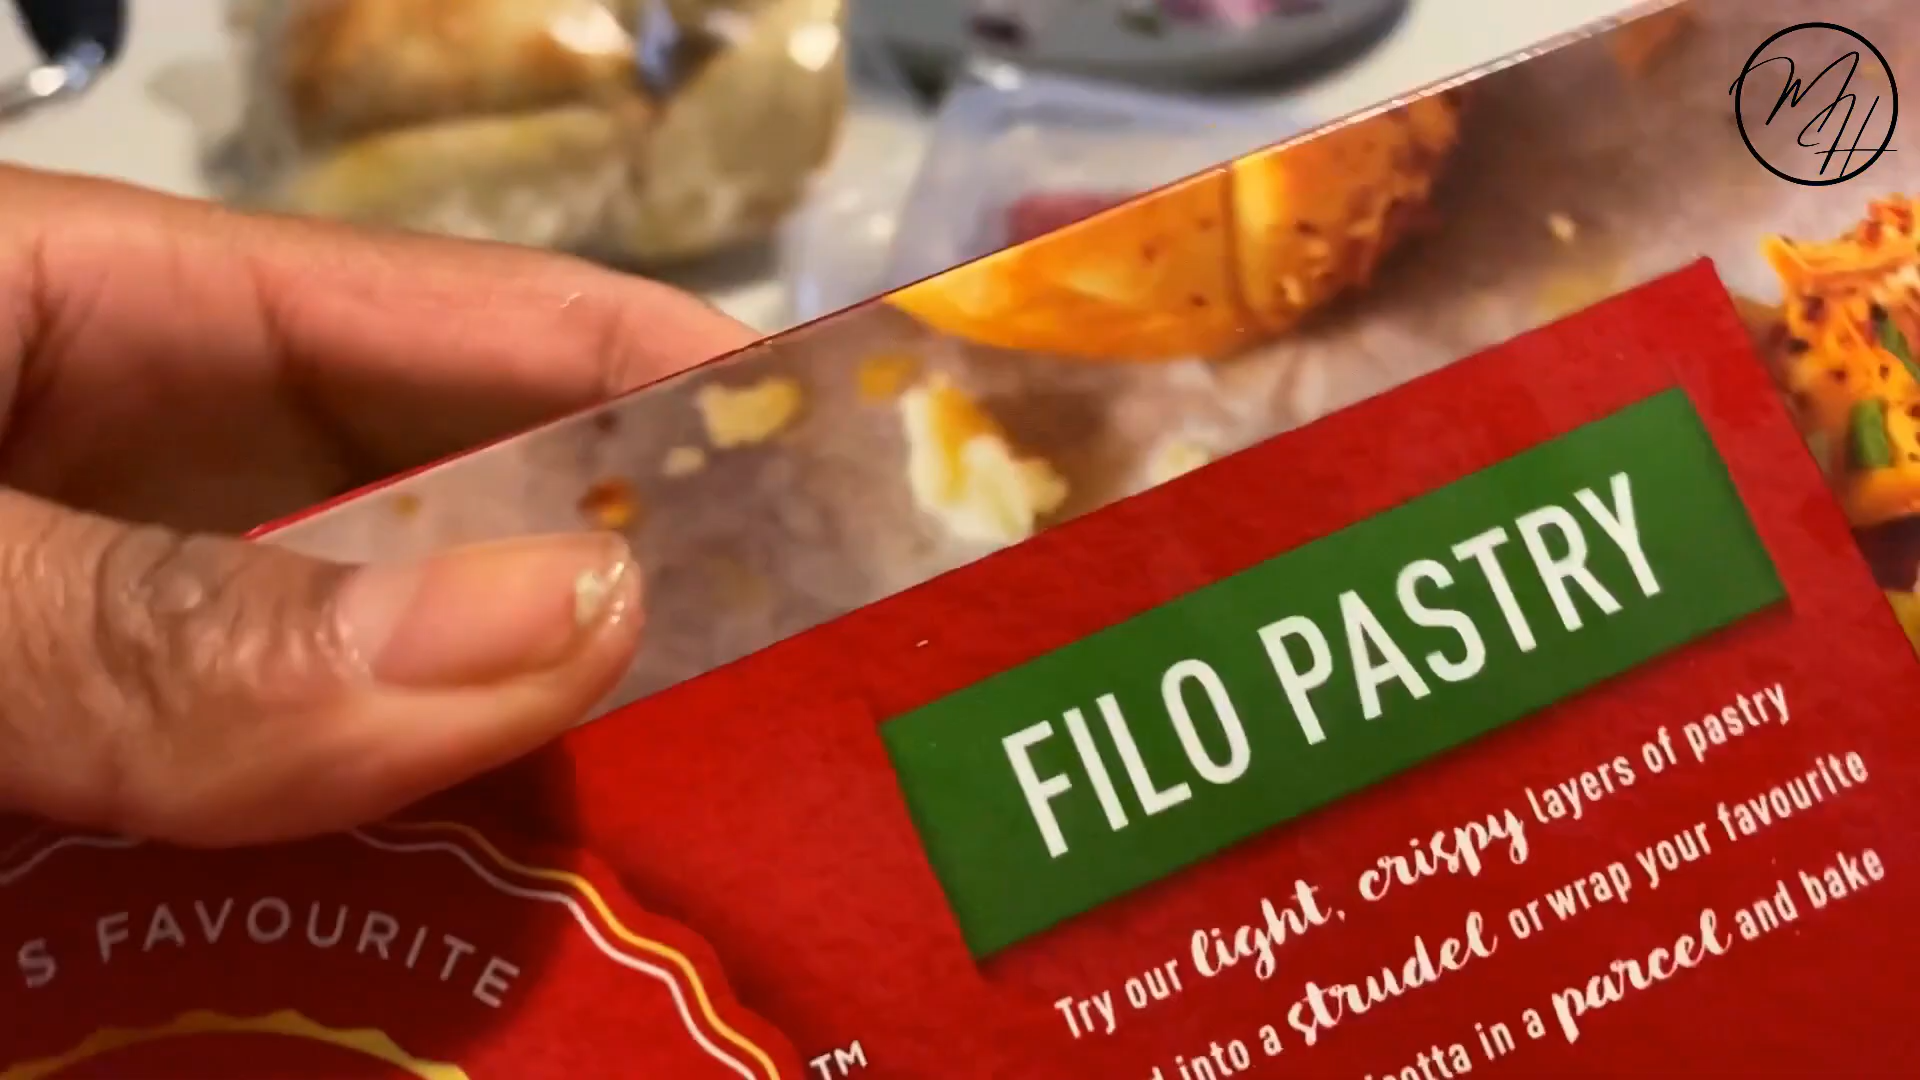 MH
FILO PASTRY
Try our light, crispy layers of pastry
into a strudel or wrap your favourite
in a parcel and bake
FAVOURITE
TM